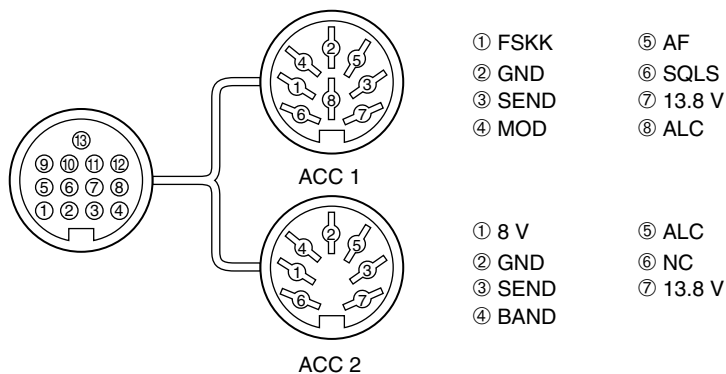 ② 
④ ⑤
① ③
⑧
⑥ ⑦
ACC 1
① FSKK ⑤ AF
② GND ⑥ SQLS
③ SEND ⑦ 13.8 V
④ MOD ⑧ ALC
⑬
⑨ ⑩ ⑪ ⑫
⑤ ⑥ ⑦ ⑧
① ② ③ ④
②
④ ⑤
① ③
⑥ ⑦
ACC 2
① 8 V ⑤ ALC
② GND ⑥ NC
③ SEND ⑦ 13.8 V
④ BAND